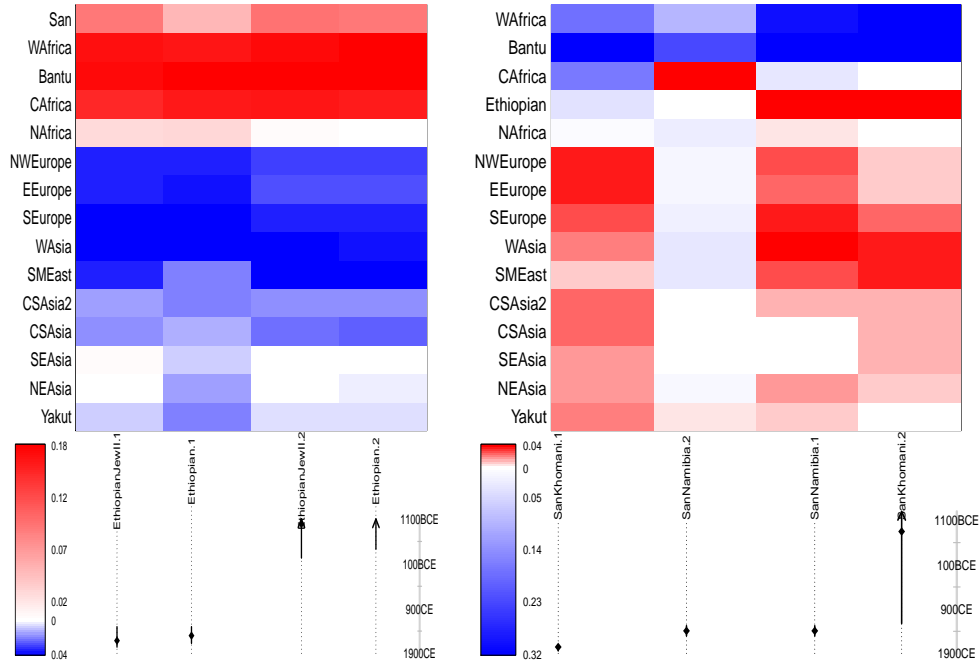 San
WAfrica
Bantu
CAfrica
NAfrica
NWEurope
EEurope
SEurope
WAsia
SMEast
CSAsia2
CSAsia
SEAsia
NEAsia
Yakut
0.18
0.12
0.07
0.02
0
0.04
EthiopianJewII.1
Ethiopian.1
EthiopianJewII.2
Ethiopian.2
1100BCE
100BCE
900CE
1900CE
WAfrica
Bantu
CAfrica
Ethiopian
NAfrica
NWEurope
EEurope
SEurope
WAsia
SMEast
CSAsia2
CSAsia
SEAsia
NEAsia
Yakut
0.04
0
0.05
0.14
0.23
0.32
SanKhomani.1
SanNamibia.2
SanNamibia.1
SanKhomani.2
1100BCE
100BCE
900CE
1900CE